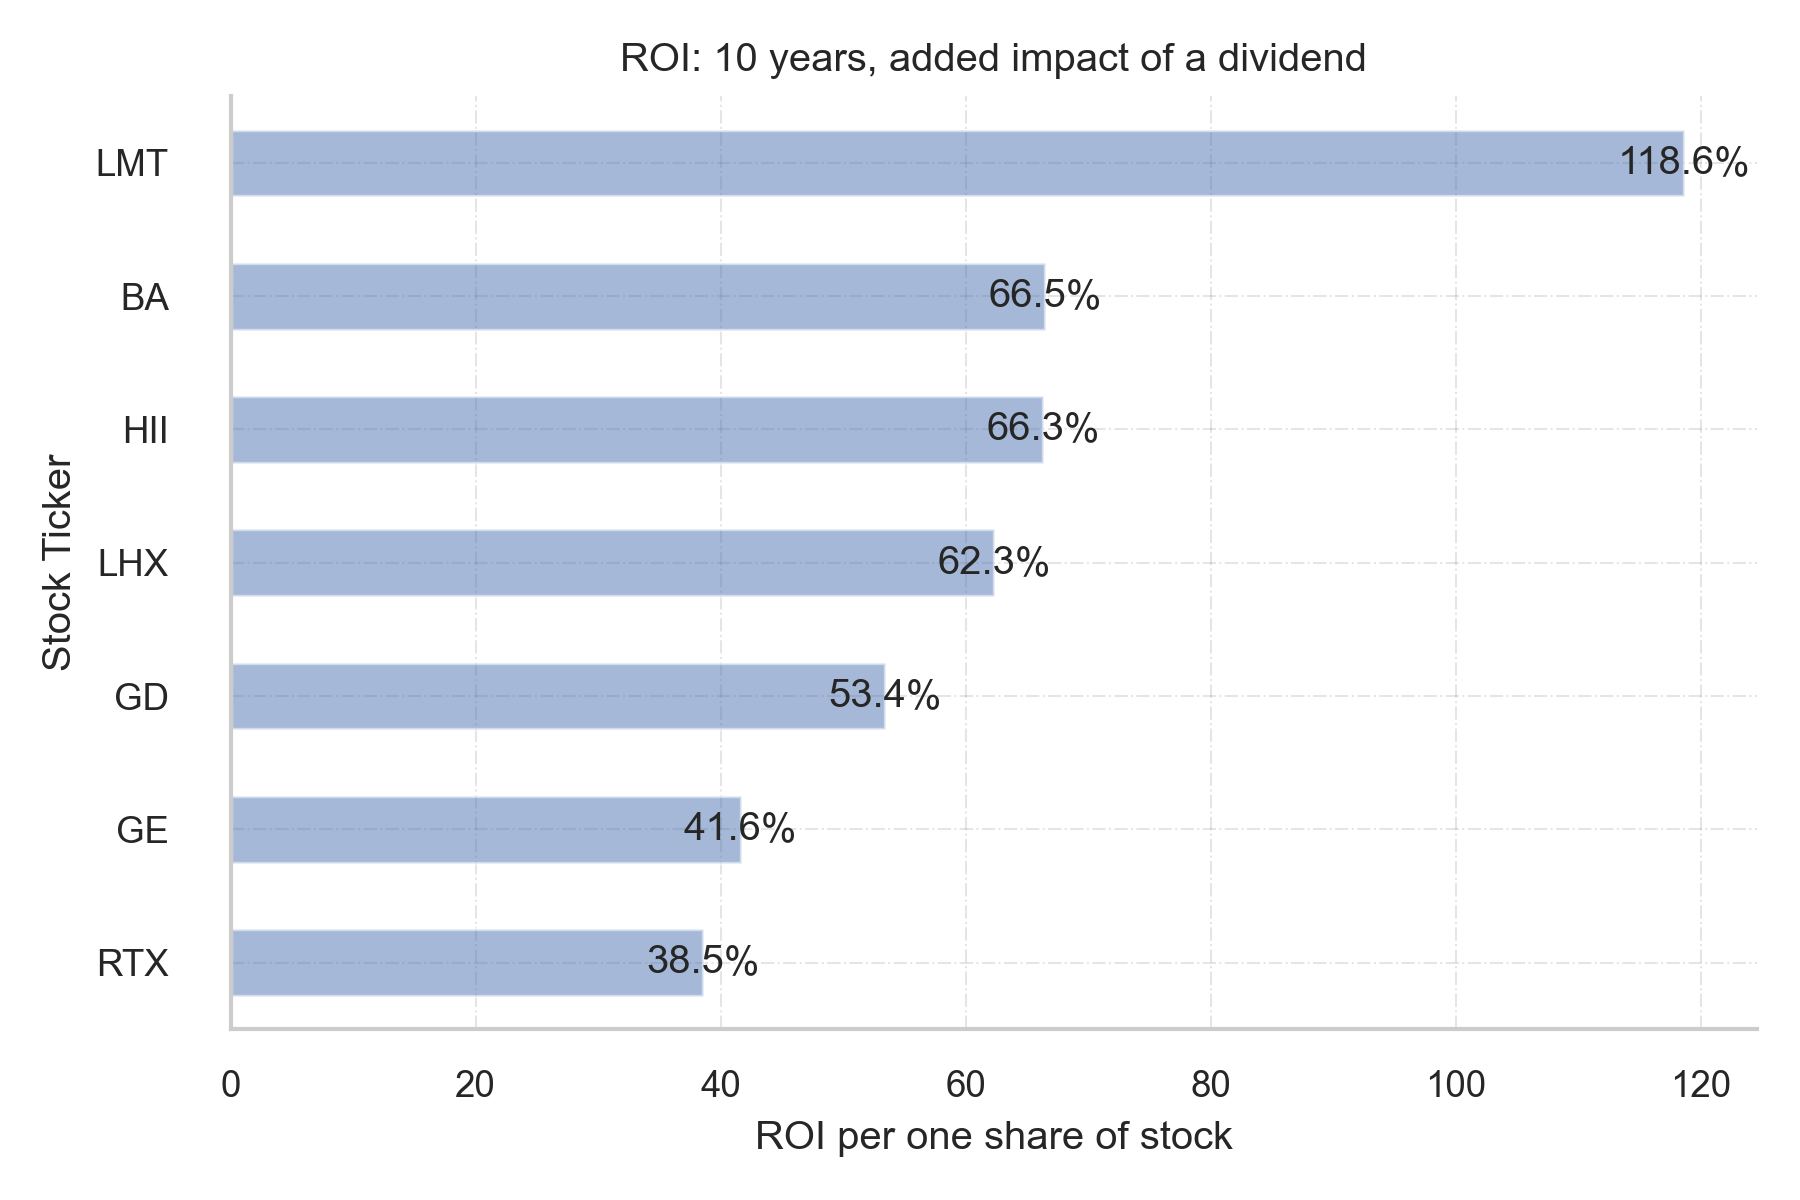 ROI: 10 years, added impact of a dividend
Stock Ticker
LMT 118.6%
BA 66.5%
HII 66.3%
LHX 62.3%
GD 53.4%
GE 41.6%
RTX 38.5%
0 20 40 60 80 100 120
ROI per one share of stock